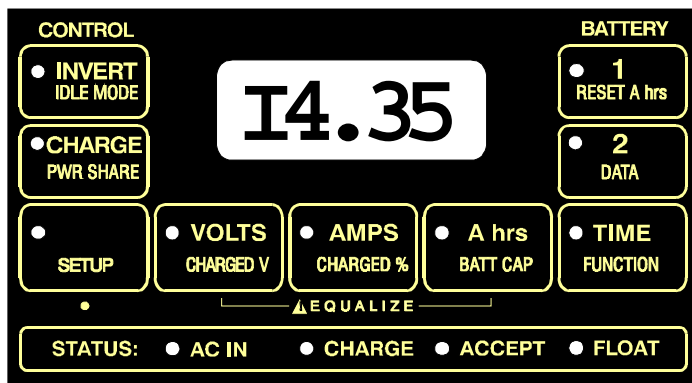 CONTROL
BATTERY
INVERT
IDLE MODE
I4.35
1
RESET A hrs
CHARGE
PWR SHARE
2
DATA
SETUP
VOLTS
CHARGED V
AMPS
CHARGED %
A hrs
BATT CAP
TIME
FUNCTION
EQUALIZE
STATUS: AC IN CHARGE ACCEPT FLOAT